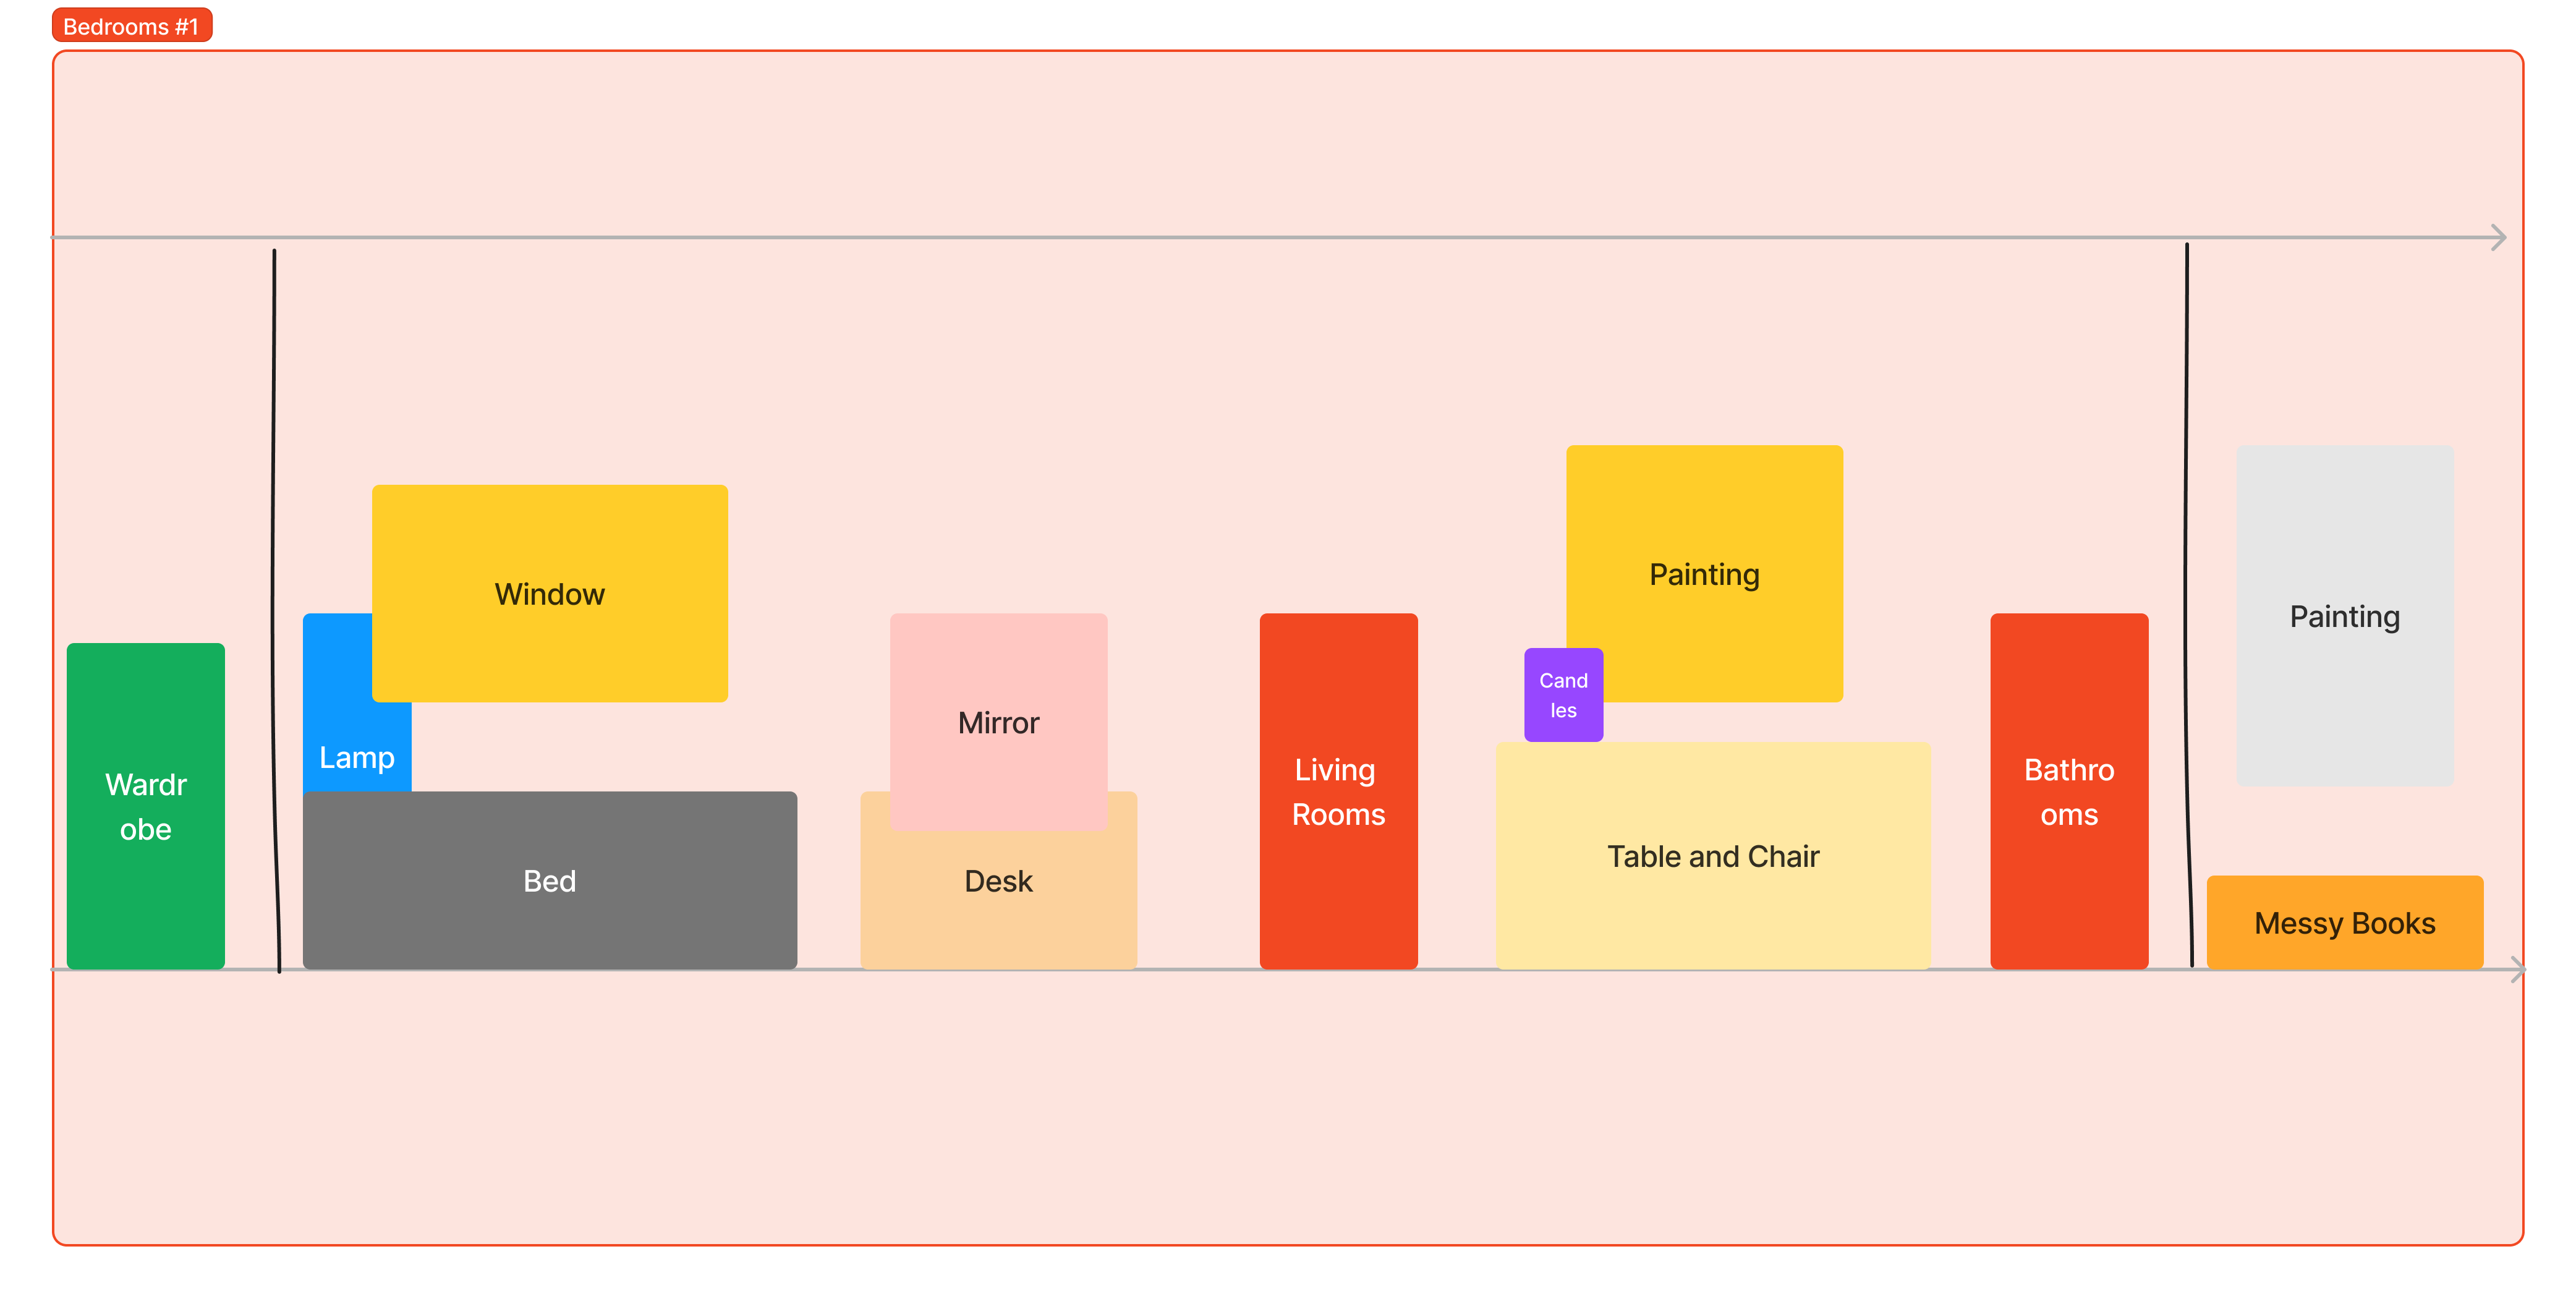 Bedrooms #1
Wardr
obe
Lamp
Window
Bed
Mirror
Desk
Living
Rooms
Painting
Cand
les
Table and Chair
Bathro
oms
Painting
Messy Books